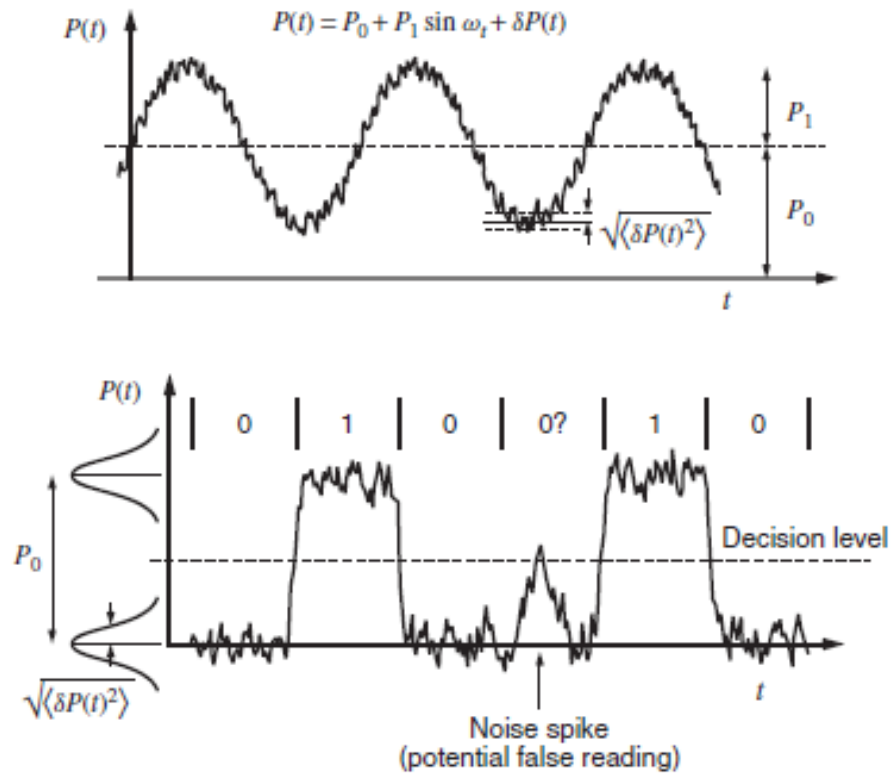 P(t)
P(t) = P₀ + P₁ sin ωₜ + δP(t)
P₁
P₀
√⟨δP(t)²⟩
t
P(t)
0 1 0 0? 1 0
Decision level
P₀
√⟨δP(t)²⟩
t
Noise spike
(potential false reading)